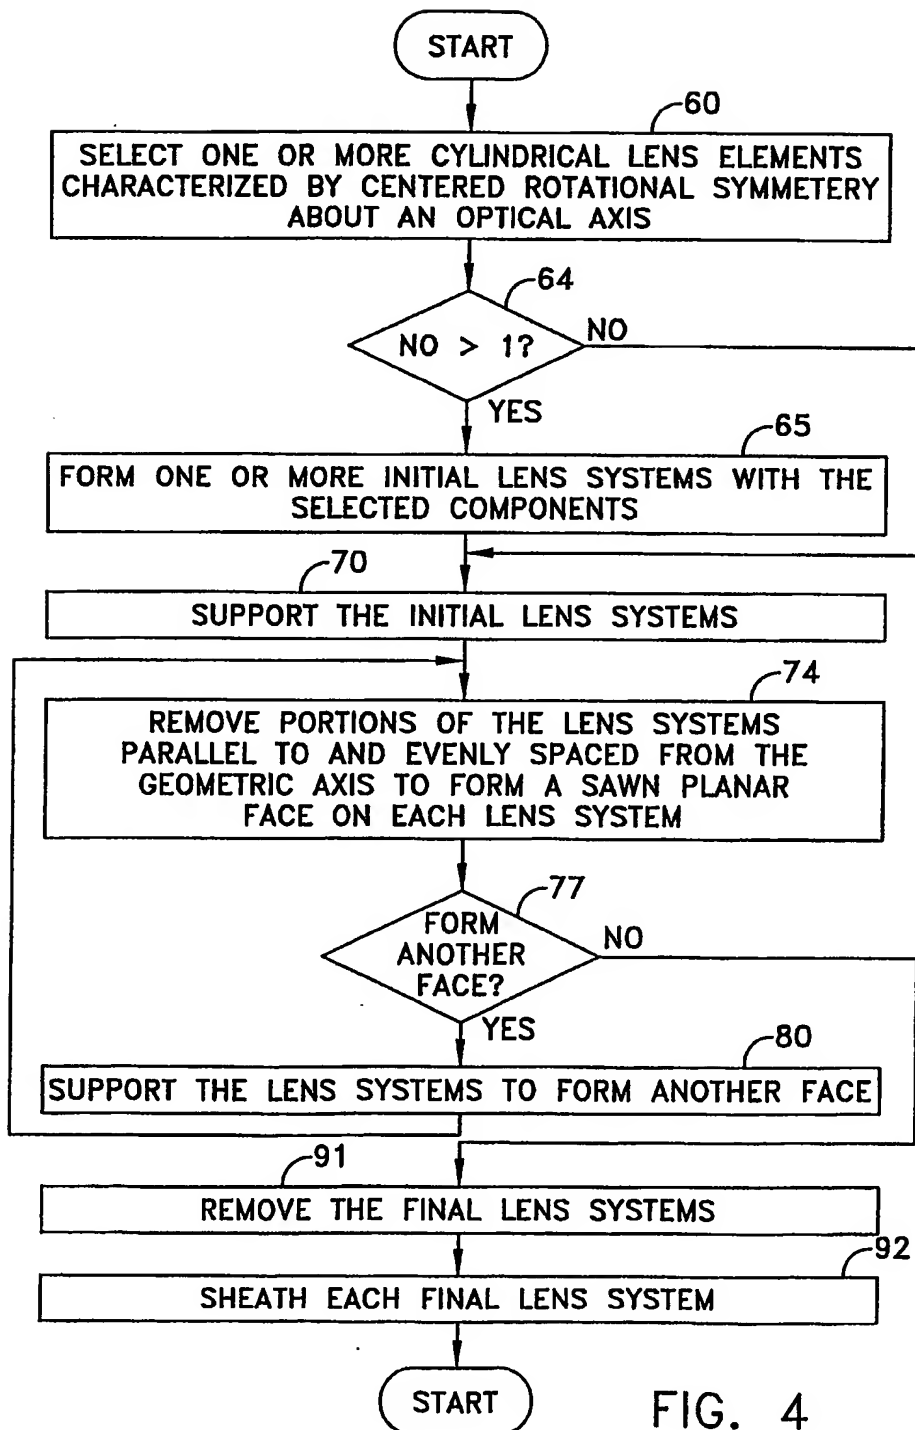 START
60
SELECT ONE OR MORE CYLINDRICAL LENS ELEMENTS
CHARACTERIZED BY CENTERED ROTATIONAL SYMMETERY
ABOUT AN OPTICAL AXIS
64
NO > 1?
NO
YES
65
FORM ONE OR MORE INITIAL LENS SYSTEMS WITH THE
SELECTED COMPONENTS
70
SUPPORT THE INITIAL LENS SYSTEMS
74
REMOVE PORTIONS OF THE LENS SYSTEMS
PARALLEL TO AND EVENLY SPACED FROM THE
GEOMETRIC AXIS TO FORM A SAWN PLANAR
FACE ON EACH LENS SYSTEM
77
FORM
ANOTHER
FACE?
NO
YES
80
SUPPORT THE LENS SYSTEMS TO FORM ANOTHER FACE
91
REMOVE THE FINAL LENS SYSTEMS
92
SHEATH EACH FINAL LENS SYSTEM
START
FIG. 4